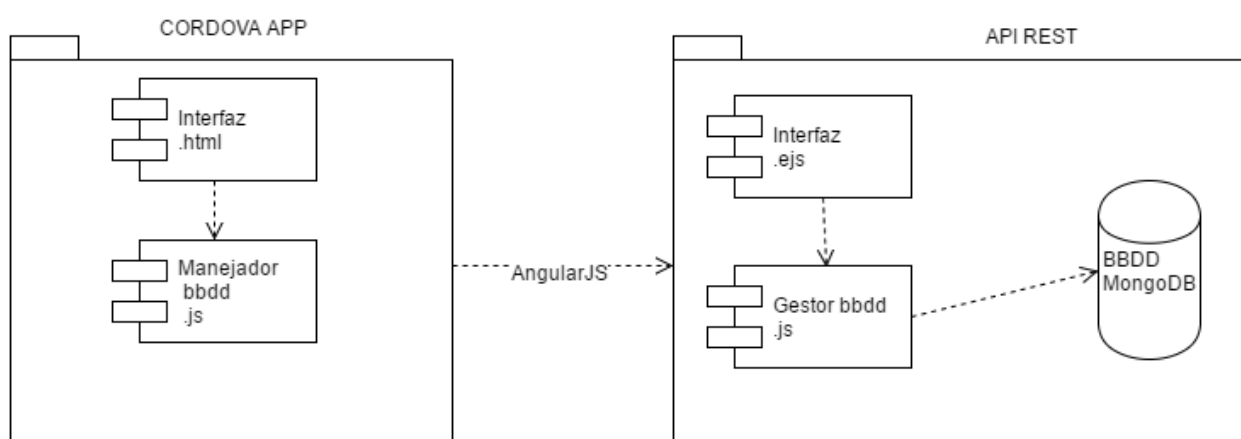 CORDOVA APP
Interfaz
.html
Manejador
bbdd
.js
AngularJS
API REST
Interfaz
.ejs
Gestor bbdd
.js
BBDD
MongoDB